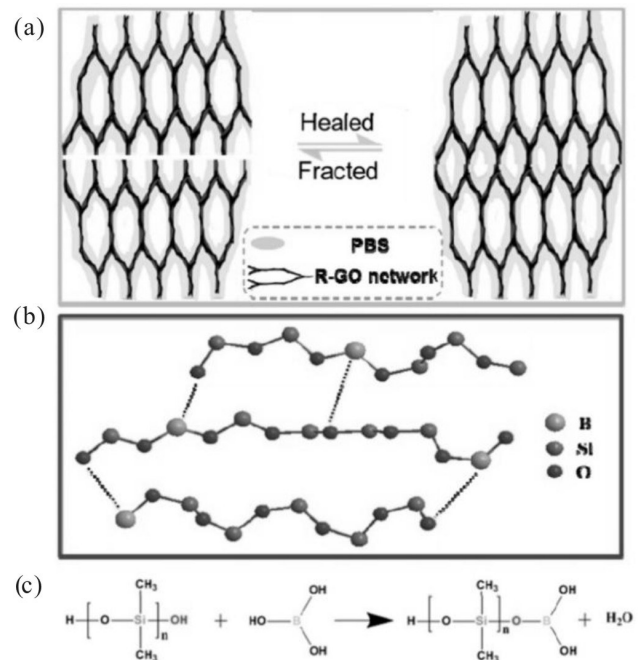 (a)
Healed
Fracted
PBS
R-GO network
(b)
B
Si
O
(c)
CH3 OH CH3 OH
H [ O Si ]n OH + HO B → H [ O Si ]n O B + H2O
CH3 OH CH3 OH